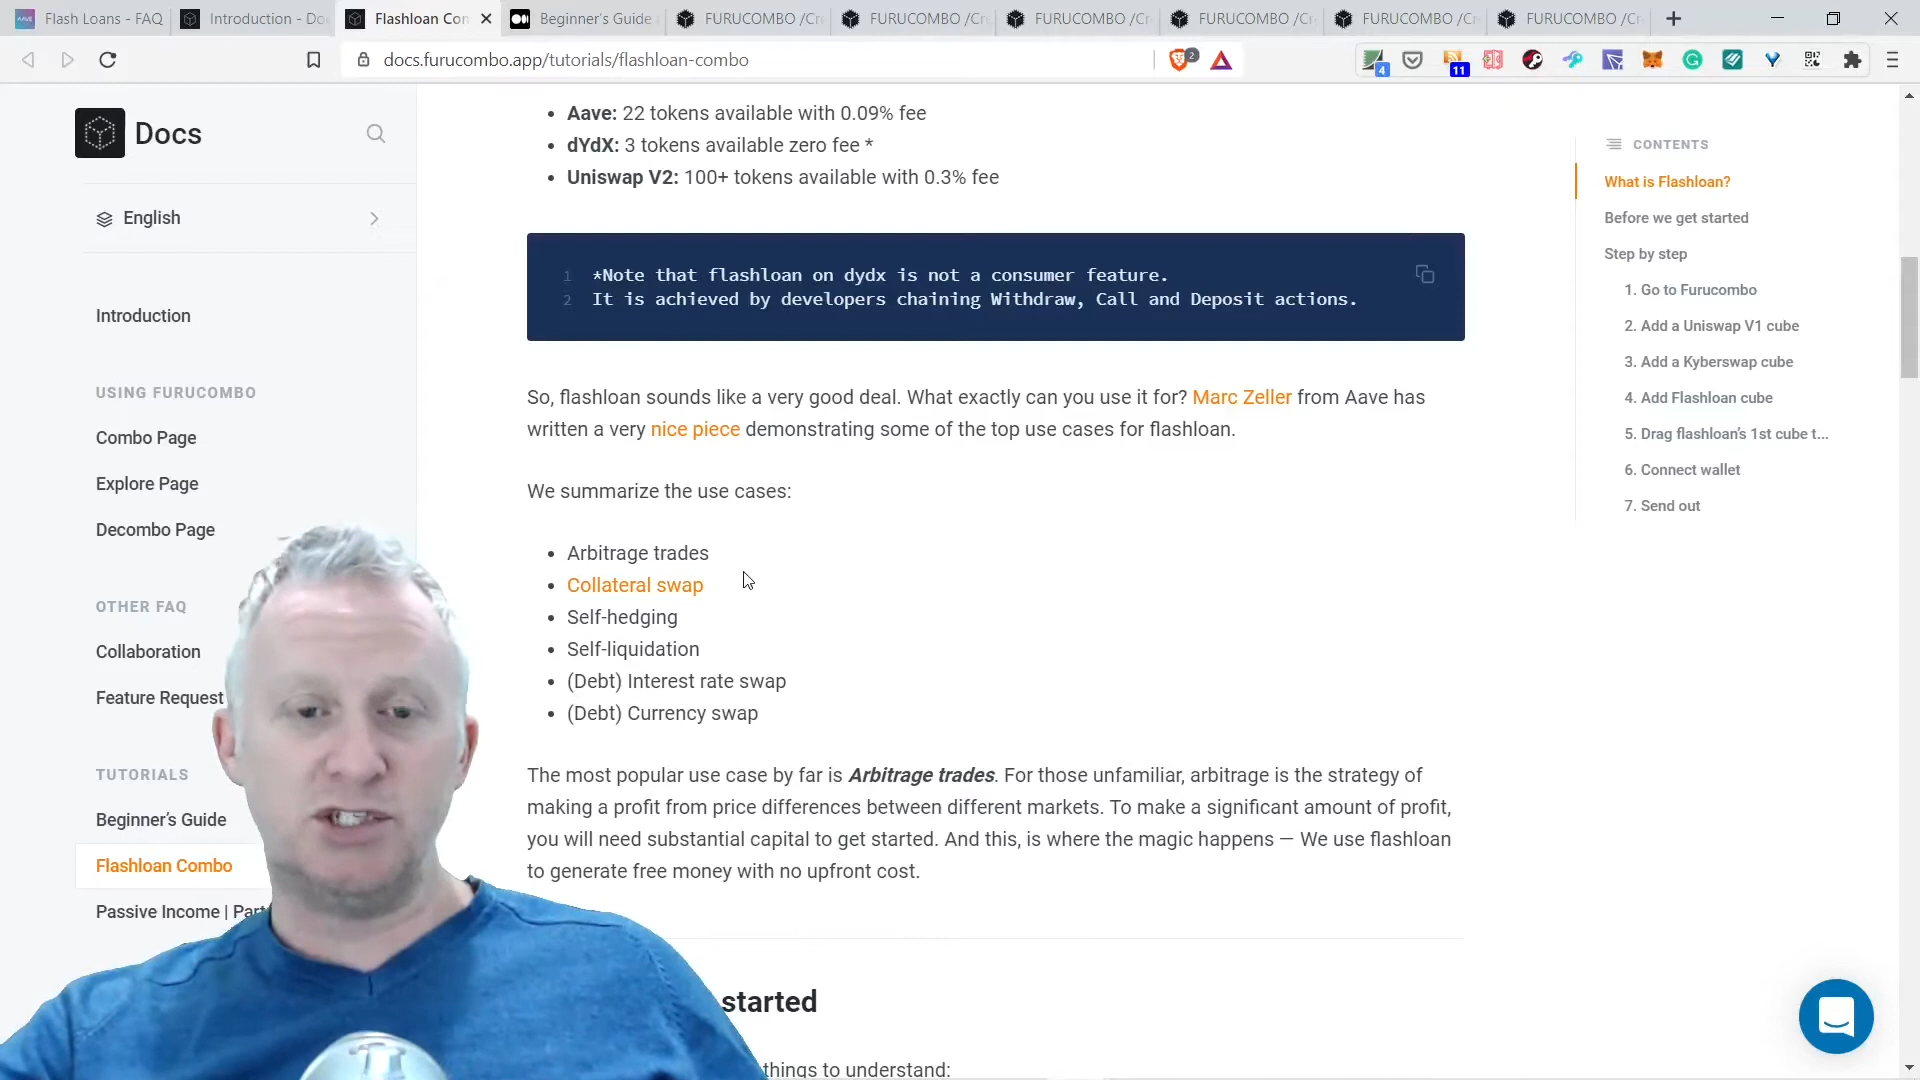 Flash Loans - FAQ
Introduction - Do
Flashloan Con
Beginner's Guide
FURUCOMBO /Cr
FURUCOMBO /Cr
FURUCOMBO /Cr
FURUCOMBO /Cr
FURUCOMBO /Cr
FURUCOMBO /Cr
docs.furucombo.app/tutorials/flashloan-combo
2
4
11
Docs
English
Introduction
USING FURUCOMBO
Combo Page
Explore Page
Decombo Page
OTHER FAQ
Collaboration
Feature Request
TUTORIALS
Beginner's Guide
Flashloan Combo
Passive Income | Part
Aave: 22 tokens available with 0.09% fee
dYdX: 3 tokens available zero fee *
Uniswap V2: 100+ tokens available with 0.3% fee
1 *Note that flashloan on dydx is not a consumer feature.
2 It is achieved by developers chaining Withdraw, Call and Deposit actions.
So, flashloan sounds like a very good deal. What exactly can you use it for? Marc Zeller from Aave has
written a very nice piece demonstrating some of the top use cases for flashloan.
We summarize the use cases:
Arbitrage trades
Collateral swap
Self-hedging
Self-liquidation
(Debt) Interest rate swap
(Debt) Currency swap
The most popular use case by far is Arbitrage trades. For those unfamiliar, arbitrage is the strategy of
making a profit from price differences between different markets. To make a significant amount of profit,
you will need substantial capital to get started. And this, is where the magic happens — We use flashloan
to generate free money with no upfront cost.
started
things to understand:
CONTENTS
What is Flashloan?
Before we get started
Step by step
1. Go to Furucombo
2. Add a Uniswap V1 cube
3. Add a Kyberswap cube
4. Add Flashloan cube
5. Drag flashloan's 1st cube t...
6. Connect wallet
7. Send out